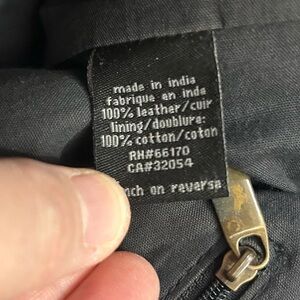 made in india
fabrique en inde
100% leather/cuir
lining/doublure:
100% cotton/coton
RH#66170
CA#32054
on reverse